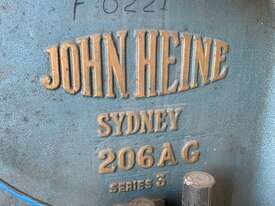 F 0221
JOHN HEINE
SYDNEY
206AG
SERIES 3